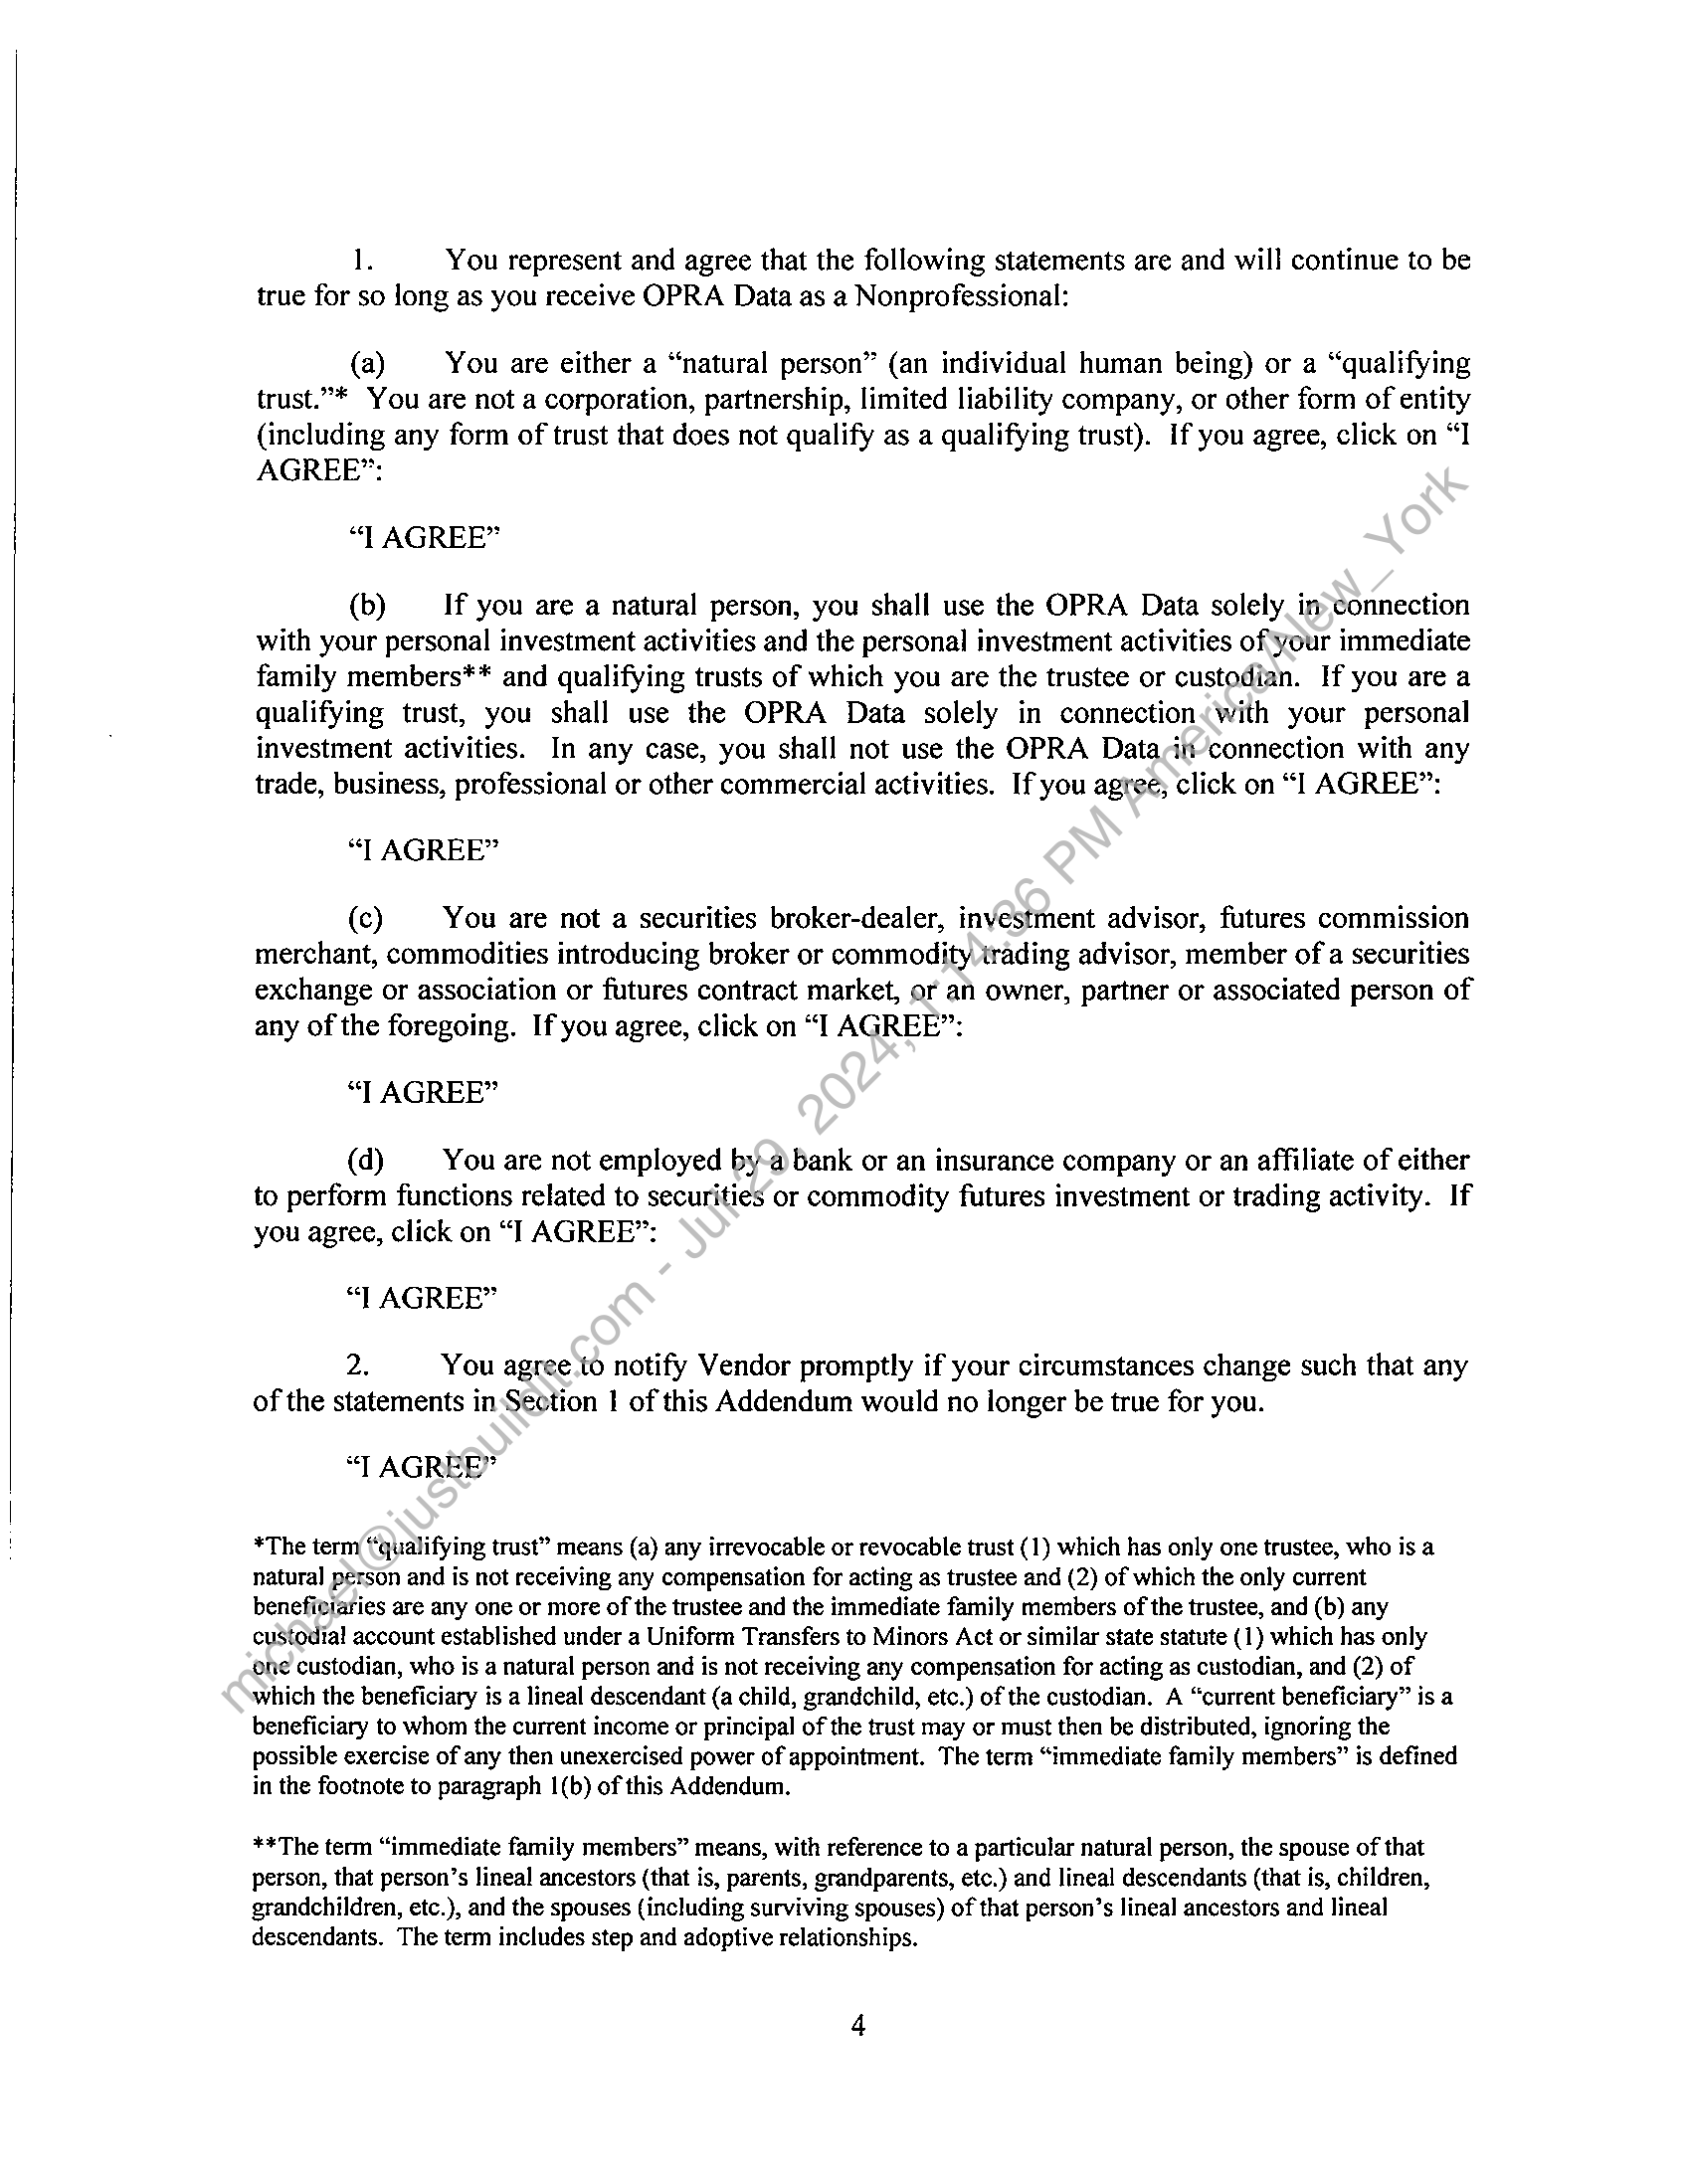 1. You represent and agree that the following statements are and will continue to be
true for so long as you receive OPRA Data as a Nonprofessional:
(a) You are either a “natural person” (an individual human being) or a “qualifying
trust.”* You are not a corporation, partnership, limited liability company, or other form of entity
(including any form of trust that does not qualify as a qualifying trust). If you agree, click on “I
AGREE”:
“I AGREE”
(b) If you are a natural person, you shall use the OPRA Data solely in connection
with your personal investment activities and the personal investment activities of your immediate
family members** and qualifying trusts of which you are the trustee or custodian. If you are a
qualifying trust, you shall use the OPRA Data solely in connection with your personal
investment activities. In any case, you shall not use the OPRA Data in connection with any
trade, business, professional or other commercial activities. If you agree, click on “I AGREE”:
“I AGREE”
(c) You are not a securities broker-dealer, investment advisor, futures commission
merchant, commodities introducing broker or commodity trading advisor, member of a securities
exchange or association or futures contract market, or an owner, partner or associated person of
any of the foregoing. If you agree, click on “I AGREE”:
“I AGREE”
(d) You are not employed by a bank or an insurance company or an affiliate of either
to perform functions related to securities or commodity futures investment or trading activity. If
you agree, click on “I AGREE”:
“I AGREE”
2. You agree to notify Vendor promptly if your circumstances change such that any
of the statements in Section 1 of this Addendum would no longer be true for you.
“I AGREE”
*The term “qualifying trust” means (a) any irrevocable or revocable trust (1) which has only one trustee, who is a
natural person and is not receiving any compensation for acting as trustee and (2) of which the only current
beneficiaries are any one or more of the trustee and the immediate family members of the trustee, and (b) any
custodial account established under a Uniform Transfers to Minors Act or similar state statute (1) which has only
one custodian, who is a natural person and is not receiving any compensation for acting as custodian, and (2) of
which the beneficiary is a lineal descendant (a child, grandchild, etc.) of the custodian. A “current beneficiary” is a
beneficiary to whom the current income or principal of the trust may or must then be distributed, ignoring the
possible exercise of any then unexercised power of appointment. The term “immediate family members” is defined
in the footnote to paragraph 1(b) of this Addendum.
**The term “immediate family members” means, with reference to a particular natural person, the spouse of that
person, that person’s lineal ancestors (that is, parents, grandparents, etc.) and lineal descendants (that is, children,
grandchildren, etc.), and the spouses (including surviving spouses) of that person’s lineal ancestors and lineal
descendants. The term includes step and adoptive relationships.
4
michael@justbuildit.com - Jul 29, 2024, 1:14:36 PM America/New_York